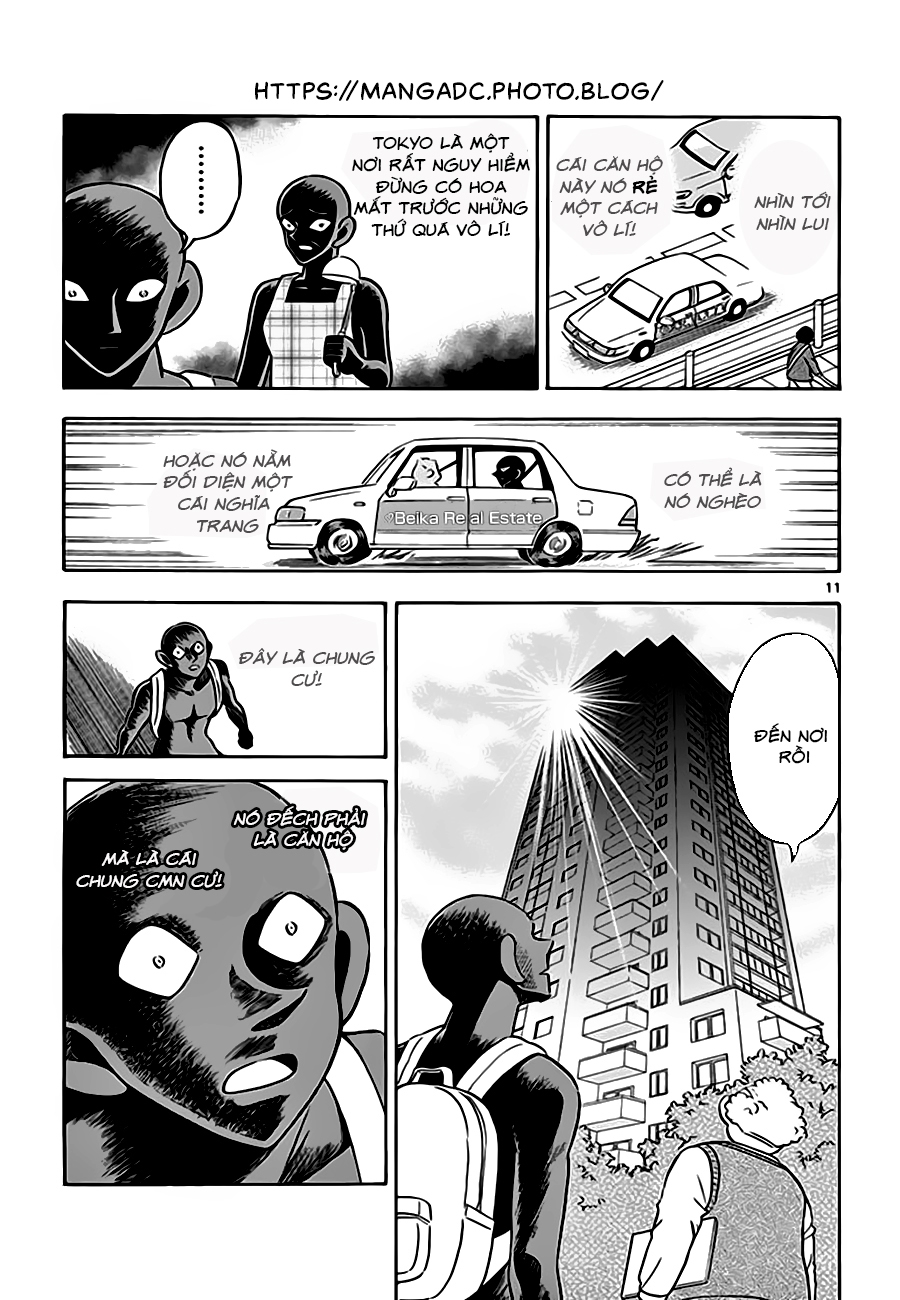 HTTPS://MANGADC.PHOTO.BLOG/
TOKYO LÀ MỘT
NƠI RẤT NGUY HIỂM
ĐỪNG CÓ HOA
MẮT TRƯỚC NHỮNG
THỨ QUÁ VÔ LÍ!
.........
NHÌN TỚI
NHÌN LUI
CÁI CĂN HỘ
NÀY NÓ RẺ
MỘT CÁCH
VÔ LÍ!
HOẶC NÓ NẰM
ĐỐI DIỆN MỘT
CÁI NGHĨA
TRANG
CÓ THỂ LÀ
NÓ NGHÈO
Beika Re al Estate
11
ĐÂY LÀ CHUNG
CƯ!
ĐẾN NƠI
RỒI
NÓ ĐẾCH PHẢI
LÀ CĂN HỘ
MÀ LÀ CÁI
CHUNG CMN CƯ!